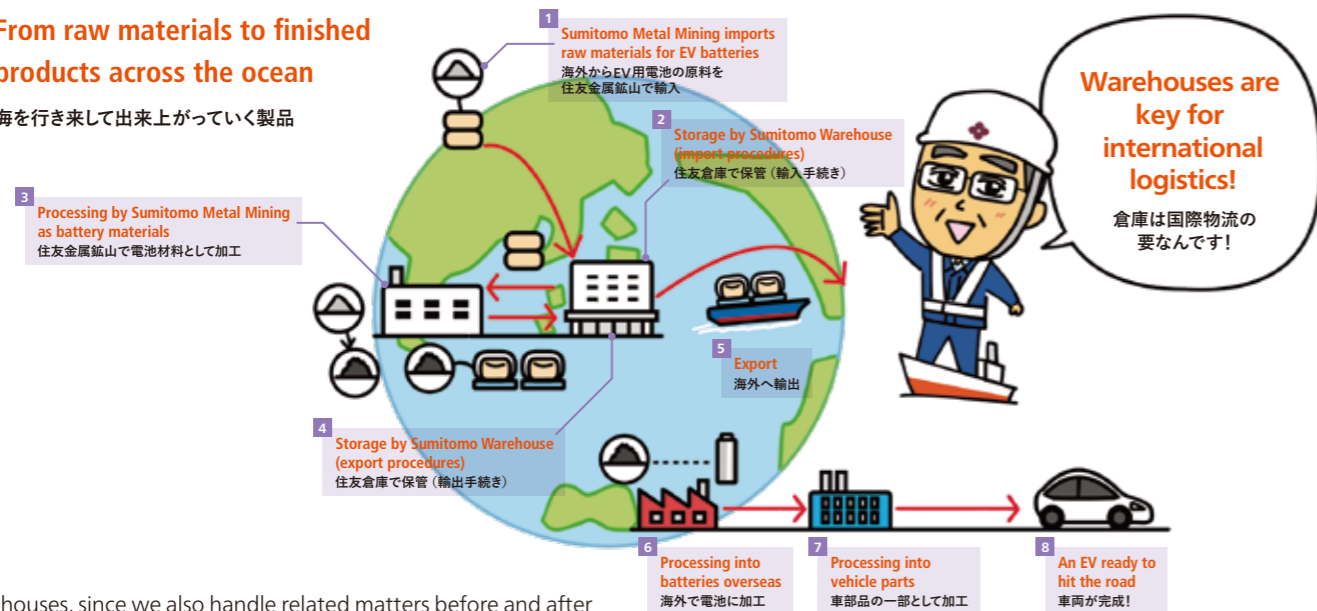 From raw materials to finished
products across the ocean
海を行き来して出来上がっていく製品
1
Sumitomo Metal Mining imports
raw materials for EV batteries
海外からEV用電池の原料を
住友金属鉱山で輸入
2
Storage by Sumitomo Warehouse
(import procedures)
住友倉庫で保管（輸入手続き）
3
Processing by Sumitomo Metal Mining
as battery materials
住友金属鉱山で電池材料として加工
Warehouses are
key for
international
logistics!
倉庫は国際物流の
要なんです！
4
Storage by Sumitomo Warehouse
(export procedures)
住友倉庫で保管（輸出手続き）
5
Export
海外へ輸出
6
Processing into
batteries overseas
海外で電池に加工
7
Processing into
vehicle parts
車部品の一部として加工
8
An EV ready to
hit the road
車両が完成！
houses, since we also handle related matters before and after